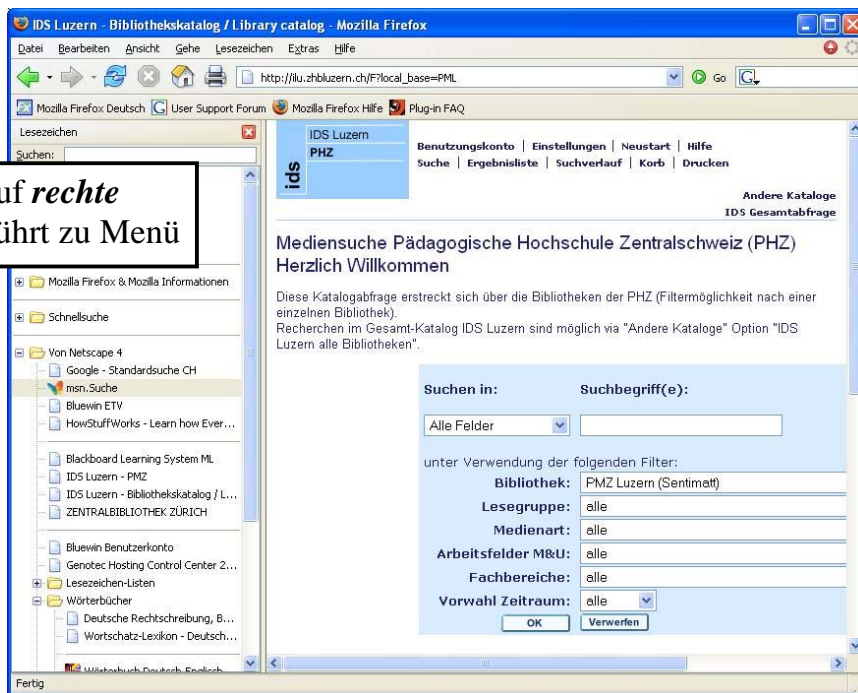 IDS Luzern - Bibliothekskatalog / Library catalog - Mozilla Firefox
Datei Bearbeiten Ansicht Gehe Lesezeichen Extras Hilfe
http://ilu.zhbluzern.ch/F?local_base=PML
Go
Mozilla Firefox Deutsch User Support Forum Mozilla Firefox Hilfe Plug-in FAQ
Lesezeichen
Suchen:
uf rechte
ührt zu Menü
Mozilla Firefox & Mozilla Informationen
Schnellsuche
Von Netscape 4
Google - Standardsuche CH
msn.Suche
Bluewin ETV
HowStuffWorks - Learn how Ever...
Blackboard Learning System ML
IDS Luzern - PMZ
IDS Luzern - Bibliothekskatalog / L...
ZENTRALBIBLIOTHEK ZÜRICH
Bluewin Benutzerkonto
Genotec Hosting Control Center 2...
Lesezeichen-Listen
Wörterbücher
Deutsche Rechtschreibung, B...
Wortschatz-Lexikon - Deutsch...
Wörterbuch Deutsch-Englisch
ids
IDS Luzern
PHZ
Benutzungskonto | Einstellungen | Neustart | Hilfe
Suche | Ergebnisliste | Suchverlauf | Korb | Drucken
Andere Kataloge
IDS Gesamtabfrage
Mediensuche Pädagogische Hochschule Zentralschweiz (PHZ)
Herzlich Willkommen
Diese Katalogabfrage erstreckt sich über die Bibliotheken der PHZ (Filtermöglichkeit nach einer
einzelnen Bibliothek).
Recherchen im Gesamt-Katalog IDS Luzern sind möglich via "Andere Kataloge" Option "IDS
Luzern alle Bibliotheken".
Suchen in: Suchbegriff(e):
Alle Felder
unter Verwendung der folgenden Filter:
Bibliothek: PMZ Luzern (Sentimatt)
Lesegruppe: alle
Medienart: alle
Arbeitsfelder M&U: alle
Fachbereiche: alle
Vorwahl Zeitraum: alle
OK Verwerfen
Fertig